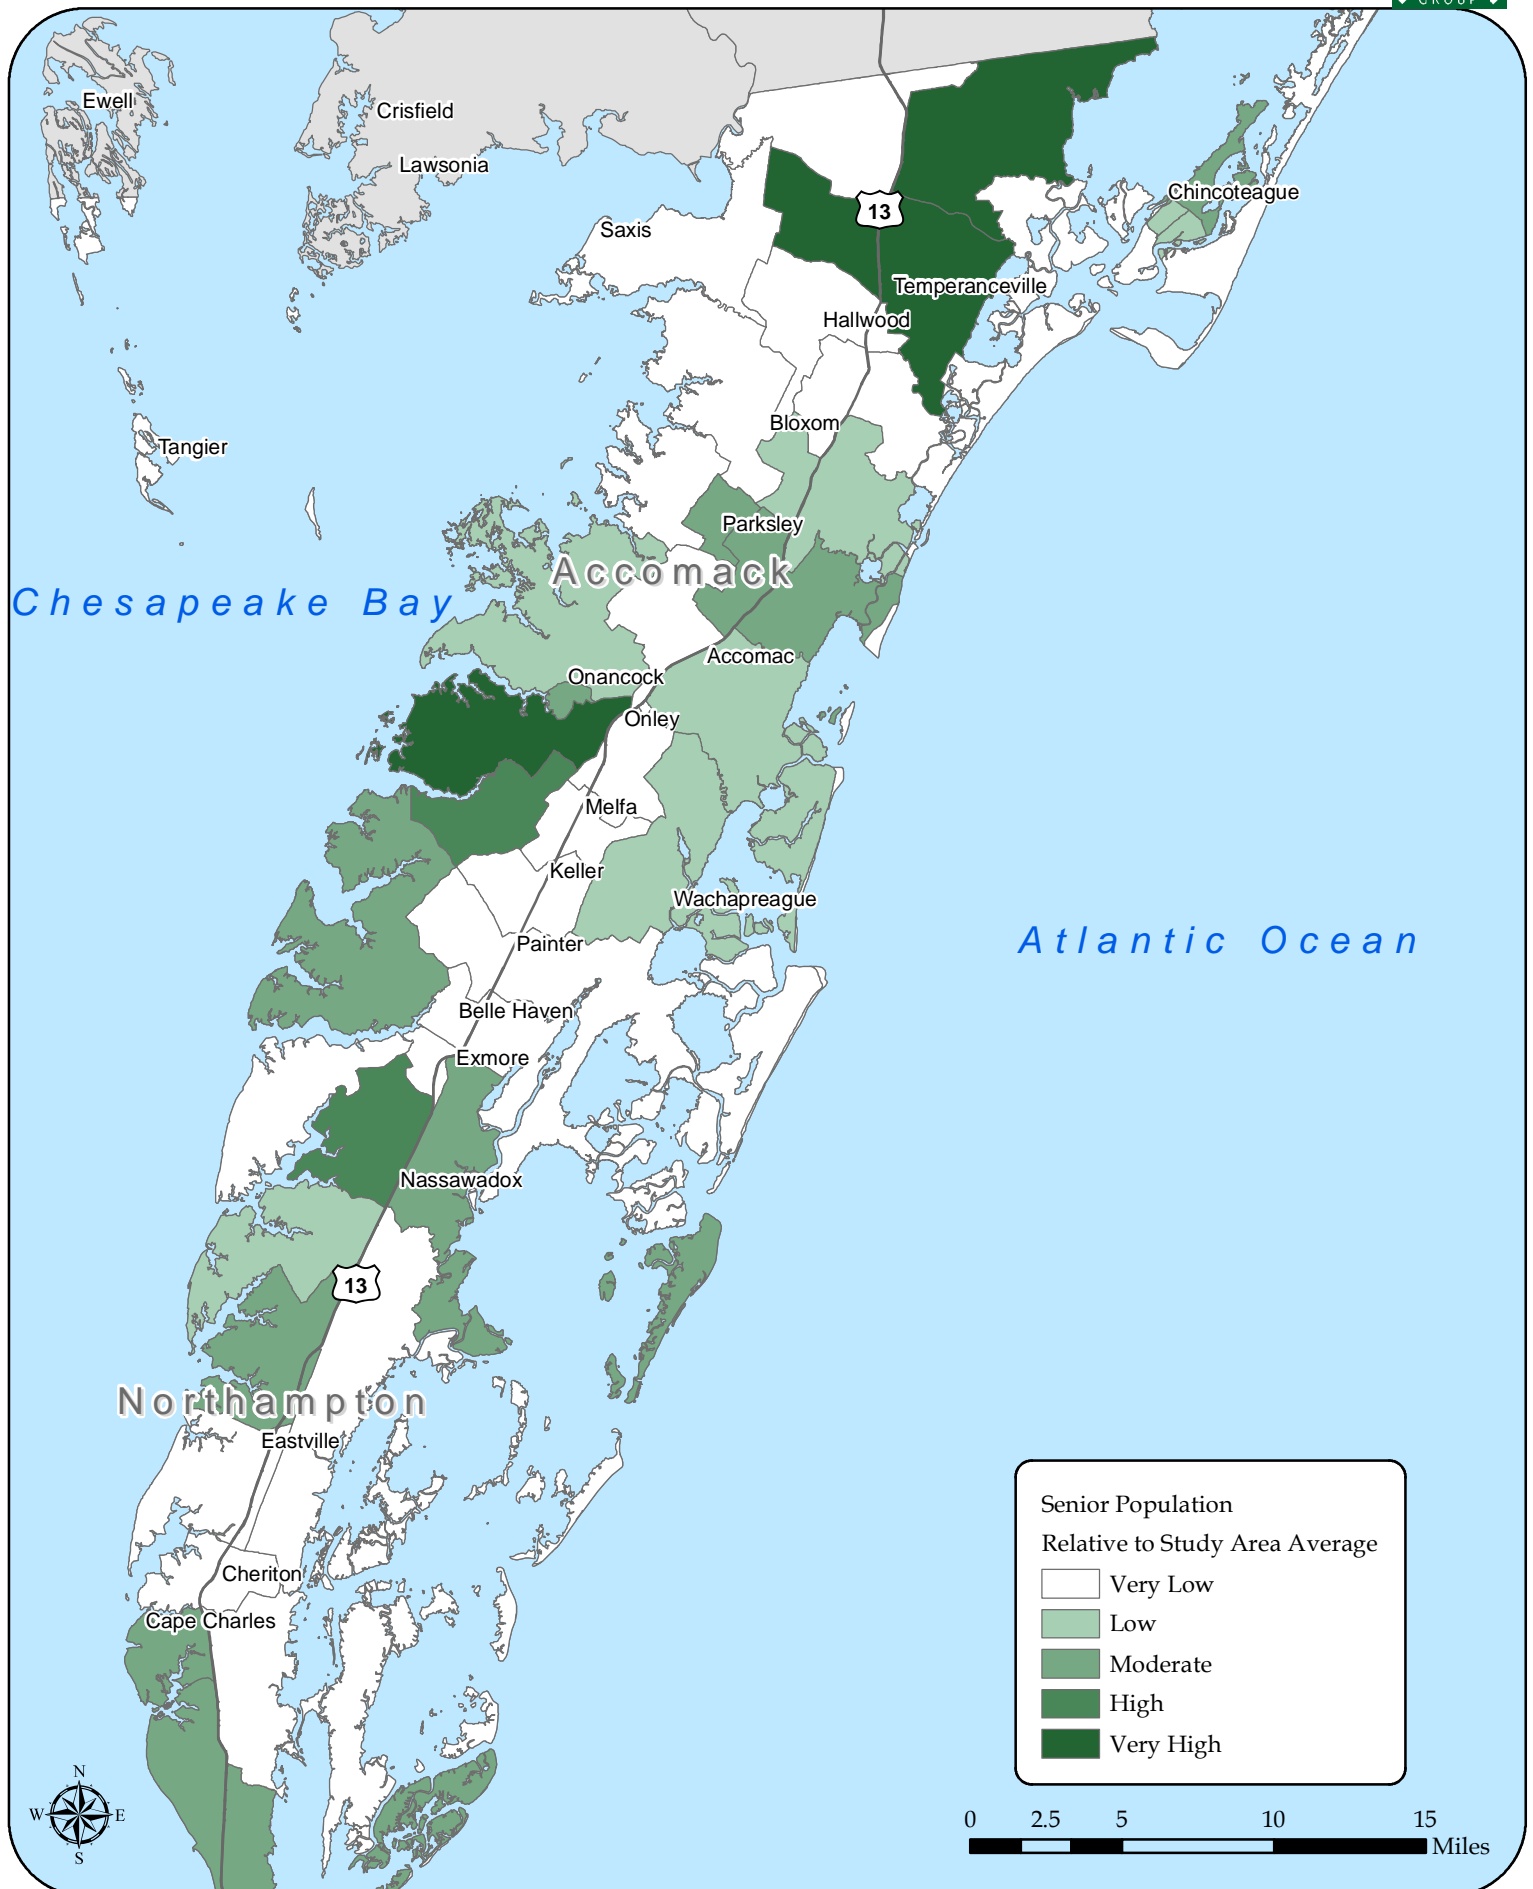 GROUP
Ewell
Crisfield
Lawsonia
Chincoteague
13
Saxis
Temperanceville
Hallwood
Bloxom
Tangier
Parksley
Accomack
Chesapeake Bay
Accomac
Onancock
Onley
Melfa
Keller
Wachapreague
Painter
Atlantic Ocean
Belle Haven
Exmore
Nassawadox
13
Northampton
Eastville
Cheriton
Cape Charles
Senior Population
Relative to Study Area Average
Very Low
Low
Moderate
High
Very High
N
W E
S
0 2.5 5 10 15
Miles